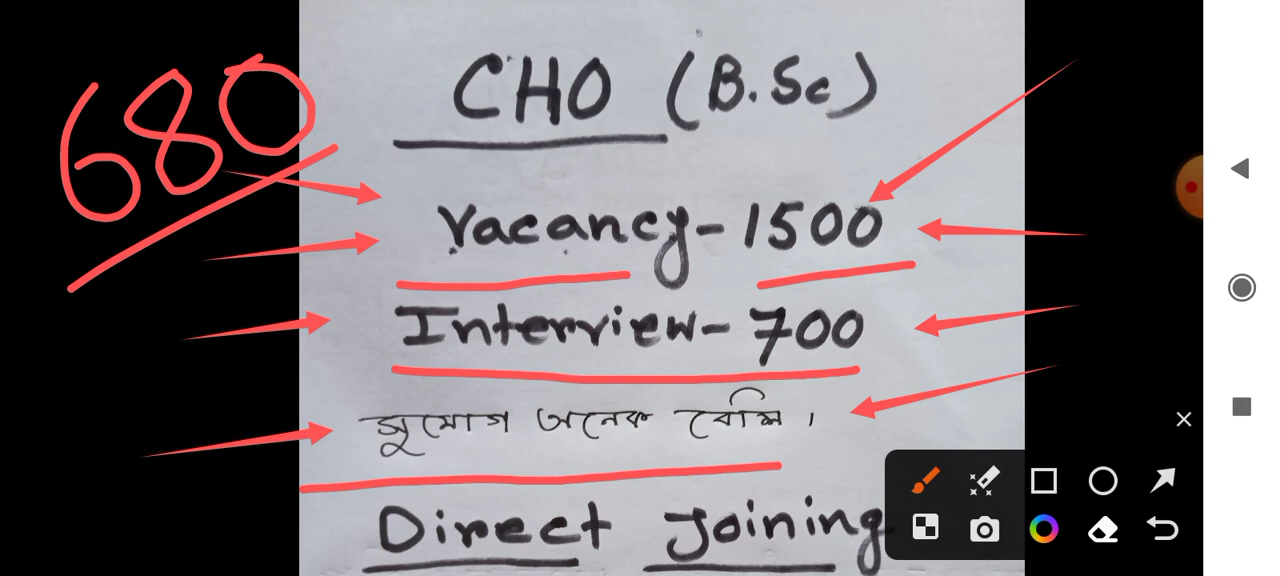 680
CHO (B.Sc)
Vacancy - 1500
Interview - 700
সুযোগ অনেক বেশি।
Direct Joining